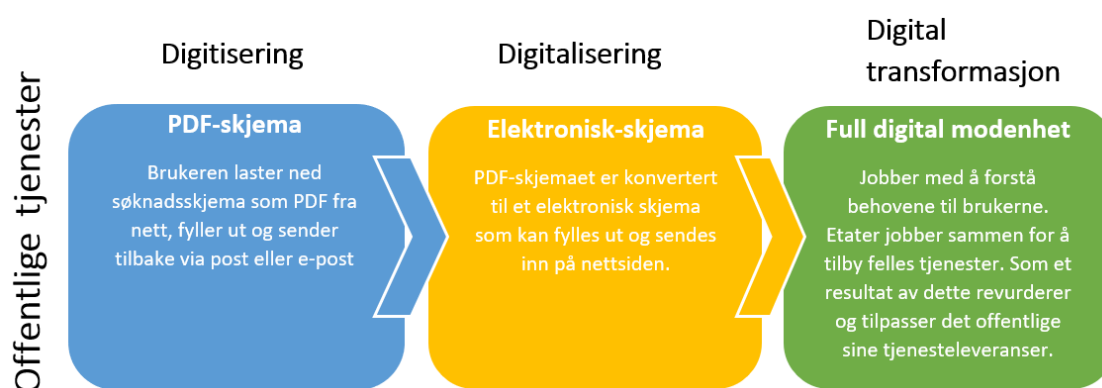 Offentlige tjenester
Digitisering
Digitalisering
Digital
transformasjon
PDF-skjema
Brukeren laster ned
søknadsskjema som PDF fra
nett, fyller ut og sender
tilbake via post eller e-post
Elektronisk-skjema
PDF-skjemaet er konvertert
til et elektronisk skjema
som kan fylles ut og sendes
inn på nettsiden.
Full digital modenhet
Jobber med å forstå
behovene til brukerne.
Etater jobber sammen for å
tilby felles tjenester. Som et
resultat av dette revurderer
og tilpasser det offentlige
sine tjenesteleveranser.